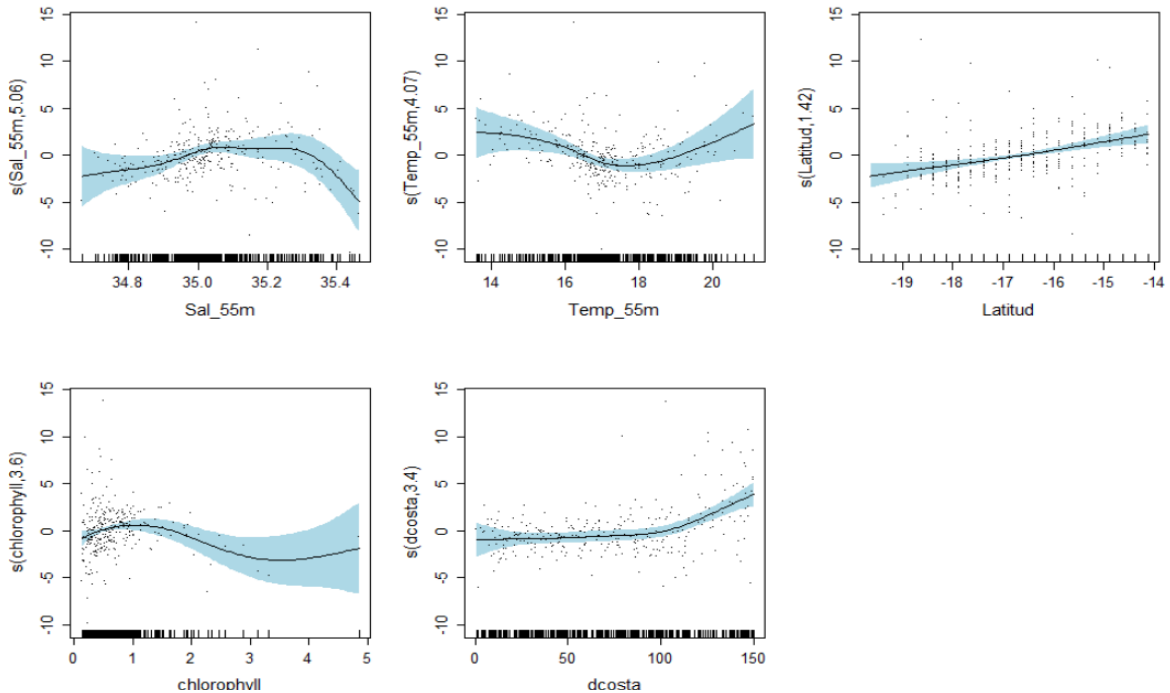 s(Sal_55m,5.06)
15
10
5
0
-5
-10
34.8 35.0 35.2 35.4
Sal_55m
s(Temp_55m,4.07)
15
10
5
0
-5
-10
14 16 18 20
Temp_55m
s(Latitud,1.42)
15
10
5
0
-5
-10
-19 -18 -17 -16 -15 -14
Latitud
s(chlorophyll,3.6)
15
10
5
0
-5
-10
0 1 2 3 4 5
chlorophyll
s(dcosta,3.4)
15
10
5
0
-5
-10
0 50 100 150
dcosta